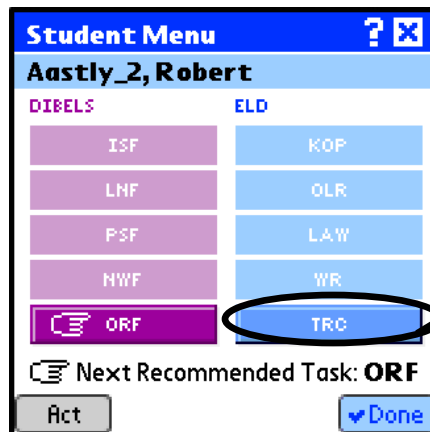 Student Menu ?
Aastly_2, Robert
DIBELS ELD
ISF KOP
LNF OLR
PSF LAW
NWF WR
ORF TRC
Next Recommended Task: ORF
Act Done